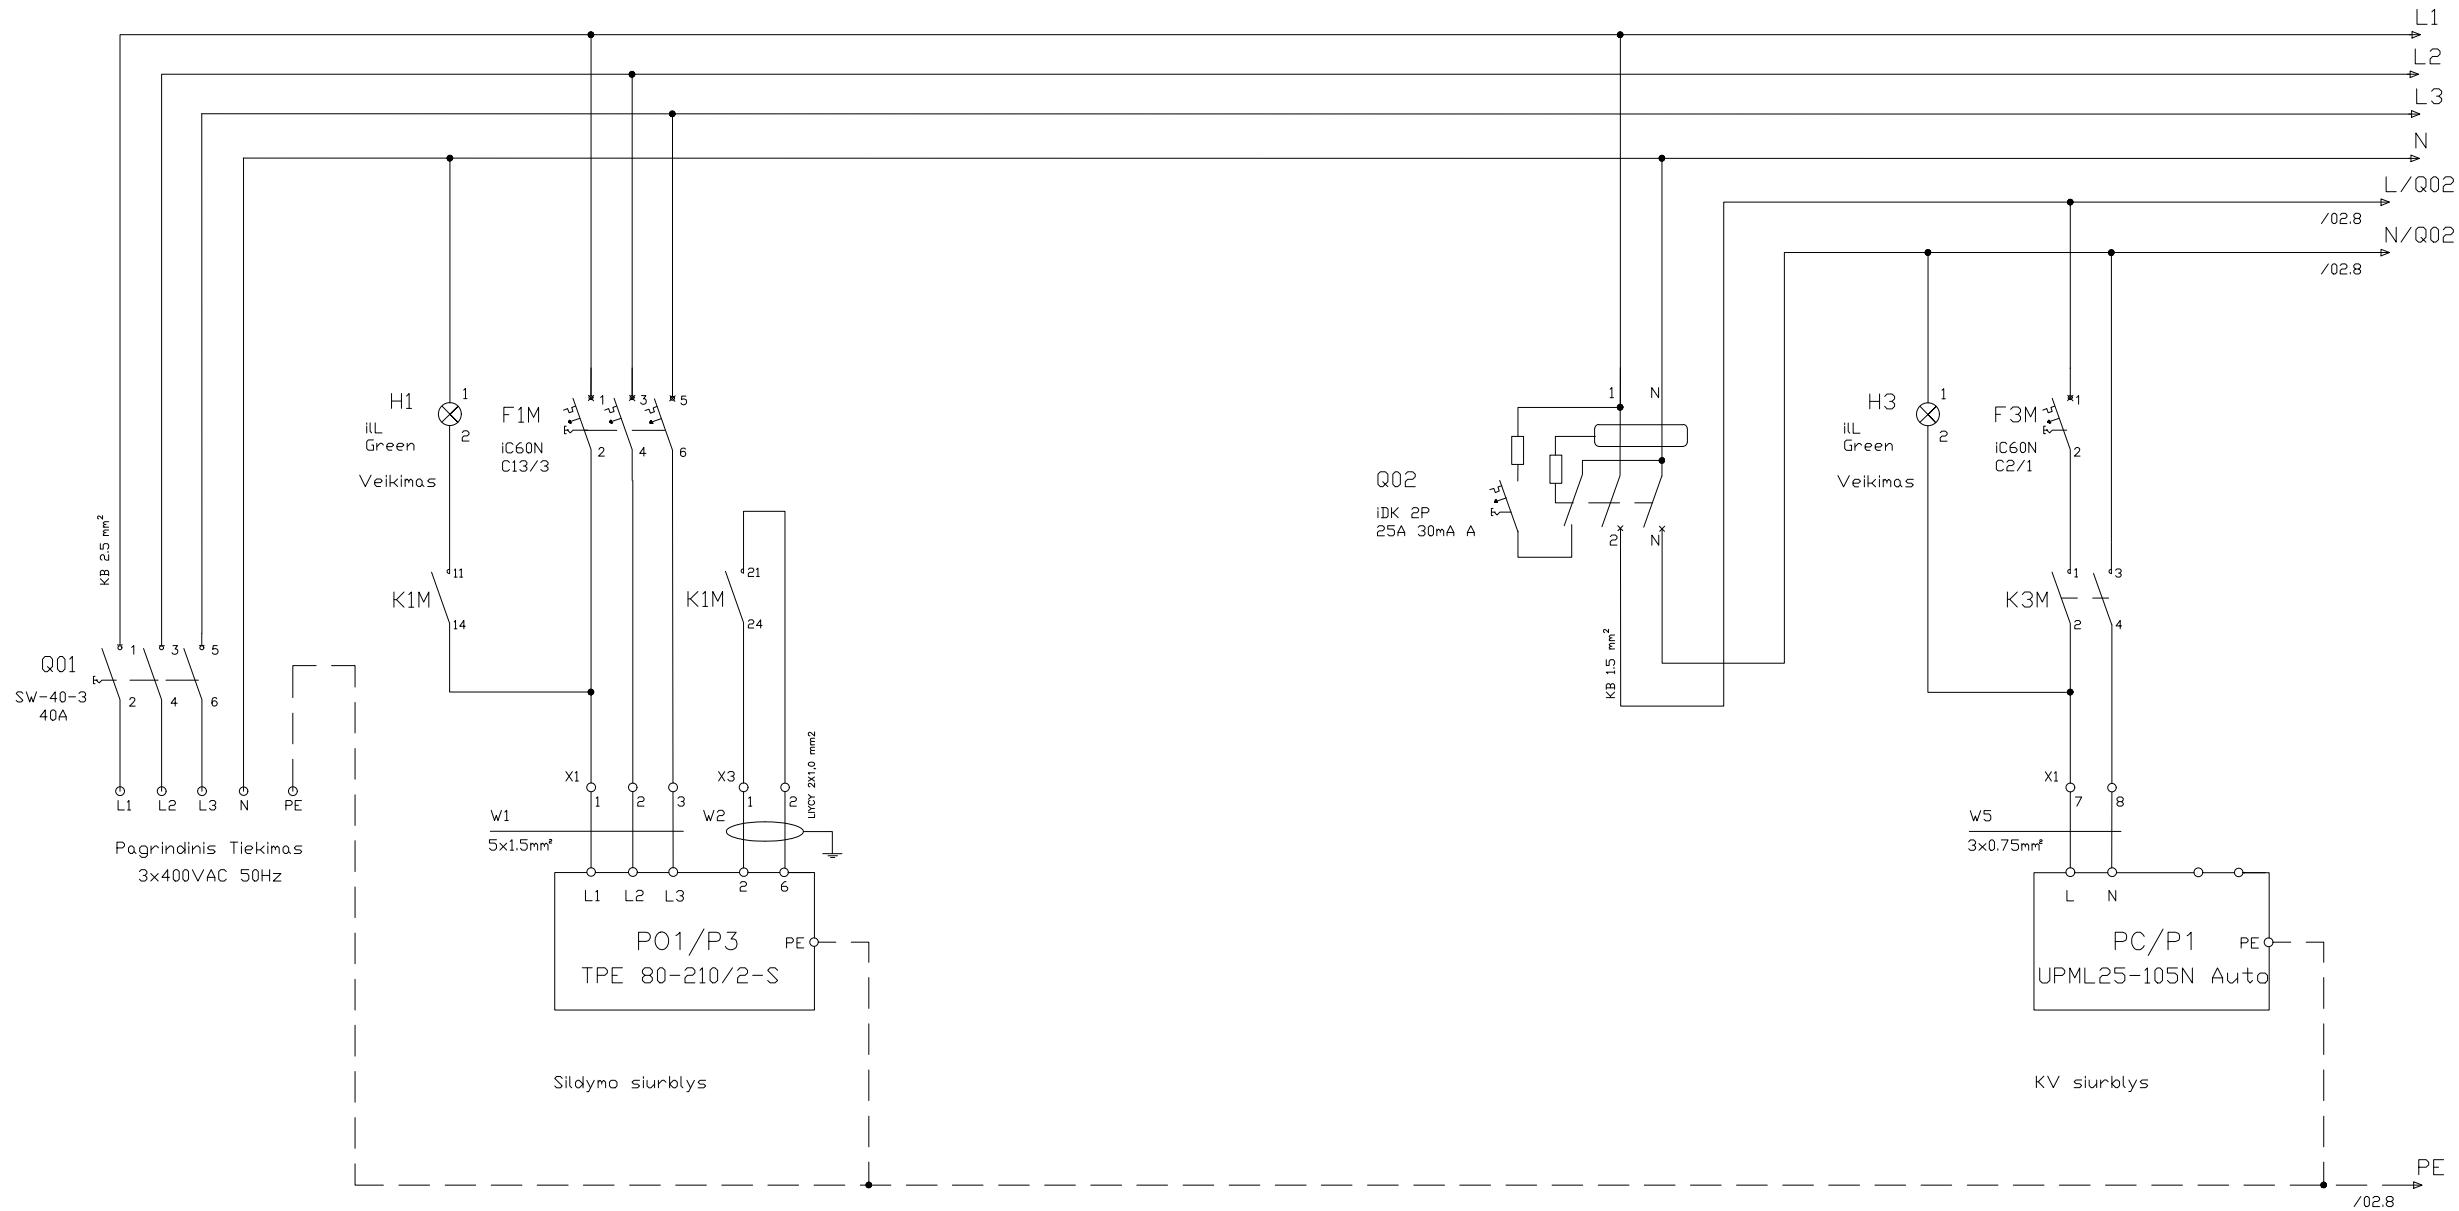 L1
L2
L3
N
L/Q02
/02.8
N/Q02
/02.8
H1
1
2
ilL
Green
Veikimas
F1M
iC60N
C13/3
1
3
5
2
4
6
Q02
iDK 2P
25A 30mA A
1
N
2
N
H3
1
2
ilL
Green
Veikimas
F3M
iC60N
C2/1
1
2
KB 2.5 mm²
K1M
11
14
K1M
21
24
KB 1.5 mm²
K3M
1
3
2
4
Q01
SW-40-3
40A
1
3
5
2
4
6
L1
L2
L3
N
PE
Pagrindinis Tiekimas
3x400VAC 50Hz
X1
1
2
3
X3
1
2
LIYCY 2X1,0 mm2
W1
5x1.5mm²
W2
X1
7
8
W5
3x0.75mm²
L1
L2
L3
2
6
PO1/P3
PE
TPE 80-210/2-S
L
N
PC/P1
PE
UPML25-105N Auto
Sildymo siurblys
KV siurblys
PE
/02.8